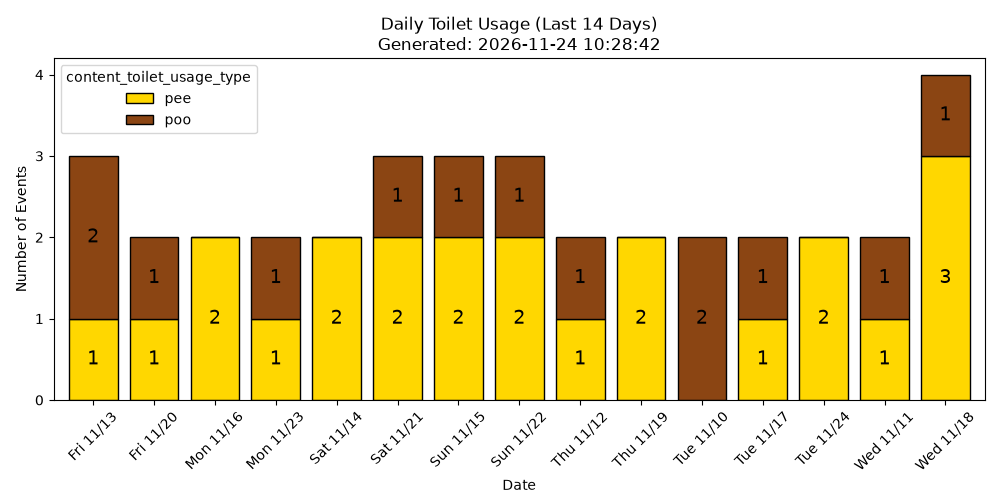 Daily Toilet Usage (Last 14 Days)
Generated: 2026-11-24 10:28:42
content_toilet_usage_type
pee
poo
Number of Events
4
3
2
1
0
2
1
1
1
2
1
1
2
1
2
1
2
1
2
1
1
2
2
1
1
2
1
1
1
3
Fri 11/13
Fri 11/20
Mon 11/16
Mon 11/23
Sat 11/14
Sat 11/21
Sun 11/15
Sun 11/22
Thu 11/12
Thu 11/19
Tue 11/10
Tue 11/17
Tue 11/24
Wed 11/11
Wed 11/18
Date